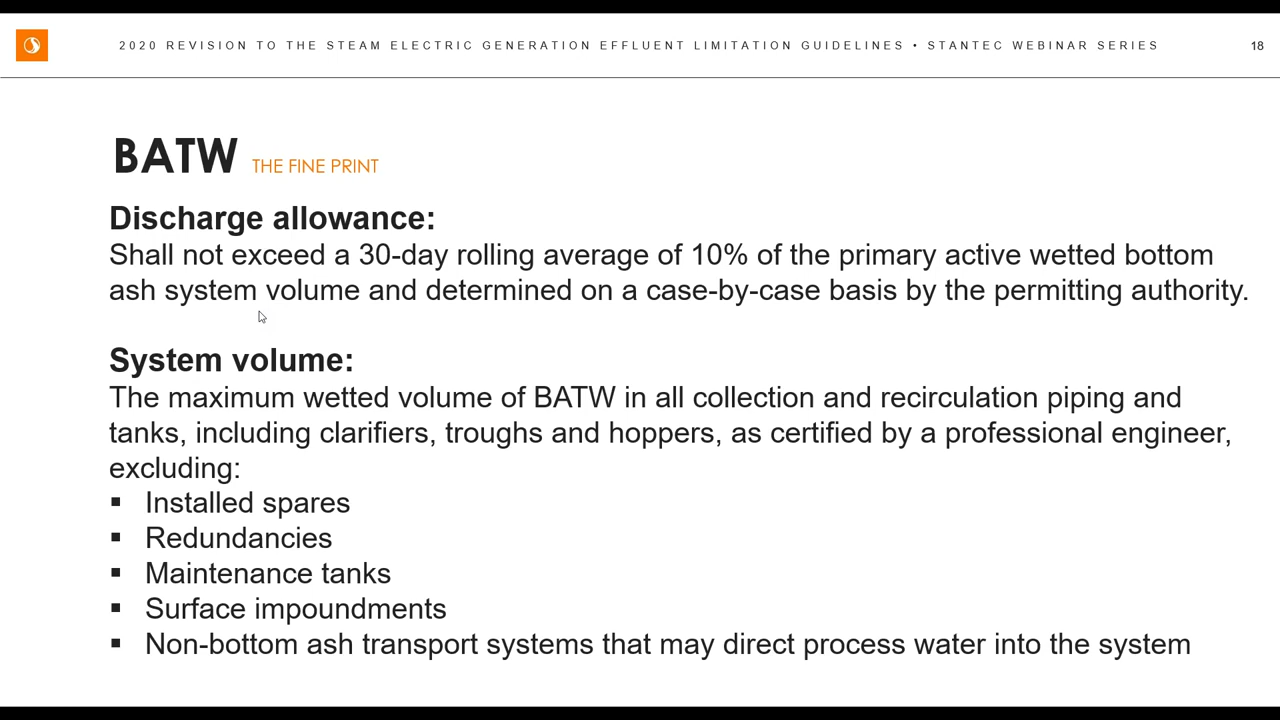 2020 REVISION TO THE STEAM ELECTRIC GENERATION EFFLUENT LIMITATION GUIDELINES • STANTEC WEBINAR SERIES 18
BATW THE FINE PRINT
Discharge allowance:
Shall not exceed a 30-day rolling average of 10% of the primary active wetted bottom
ash system volume and determined on a case-by-case basis by the permitting authority.
System volume:
The maximum wetted volume of BATW in all collection and recirculation piping and
tanks, including clarifiers, troughs and hoppers, as certified by a professional engineer,
excluding:
▪ Installed spares
▪ Redundancies
▪ Maintenance tanks
▪ Surface impoundments
▪ Non-bottom ash transport systems that may direct process water into the system